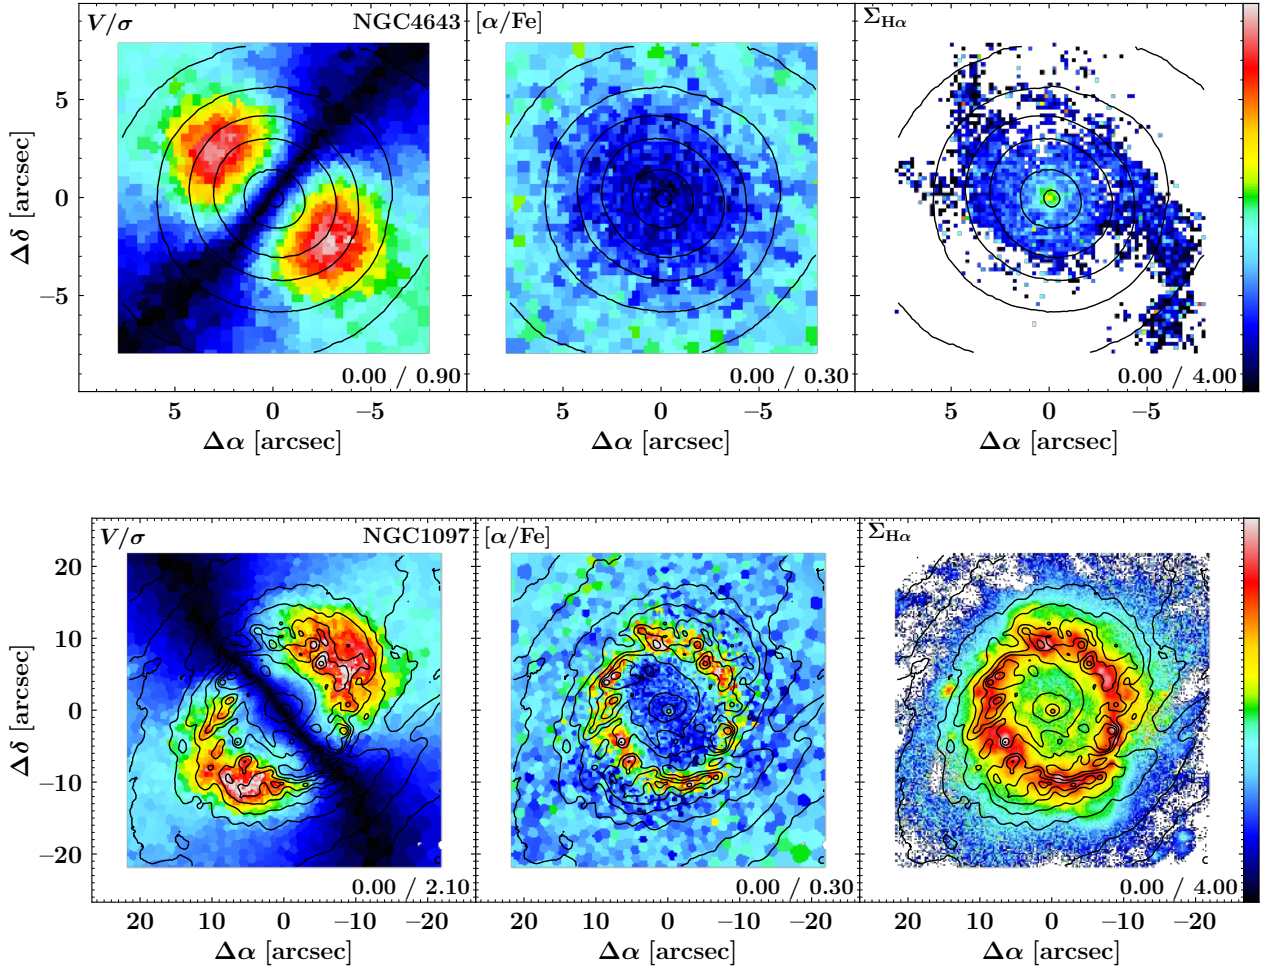 V/σ NGC4643 [α/Fe] Σ_Hα
5
0
−5
Δδ [arcsec]
0.00 / 0.90 0.00 / 0.30 0.00 / 4.00
5 0 −5 5 0 −5 5 0 −5
Δα [arcsec] Δα [arcsec] Δα [arcsec]
V/σ NGC1097 [α/Fe] Σ_Hα
20
10
0
−10
−20
Δδ [arcsec]
0.00 / 2.10 0.00 / 0.30 0.00 / 4.00
20 10 0 −10 −20 20 10 0 −10 −20 20 10 0 −10 −20
Δα [arcsec] Δα [arcsec] Δα [arcsec]